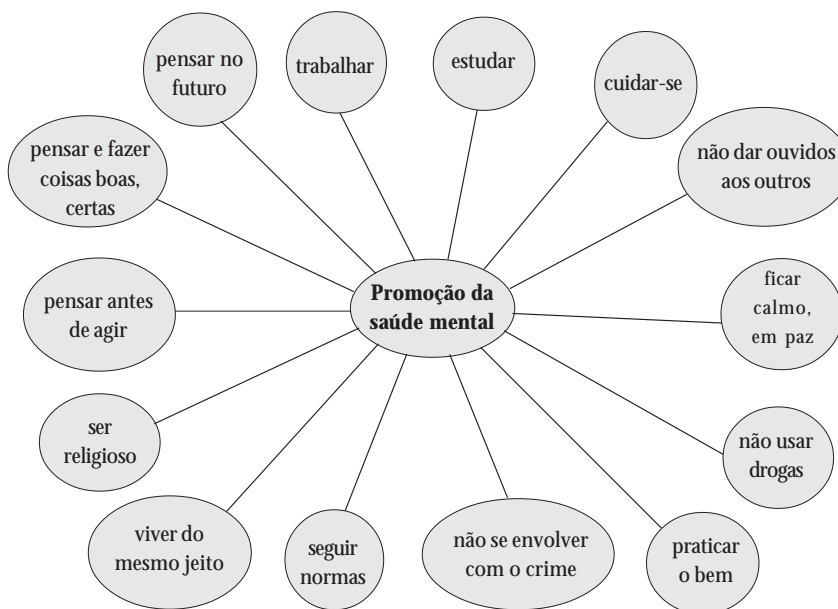 pensar no
futuro
trabalhar
estudar
cuidar-se
pensar e fazer
coisas boas,
certas
não dar ouvidos
aos outros
pensar antes
de agir
Promoção da
saúde mental
ficar
calmo,
em paz
ser
religioso
não usar
drogas
viver do
mesmo jeito
seguir
normas
não se envolver
com o crime
praticar
o bem